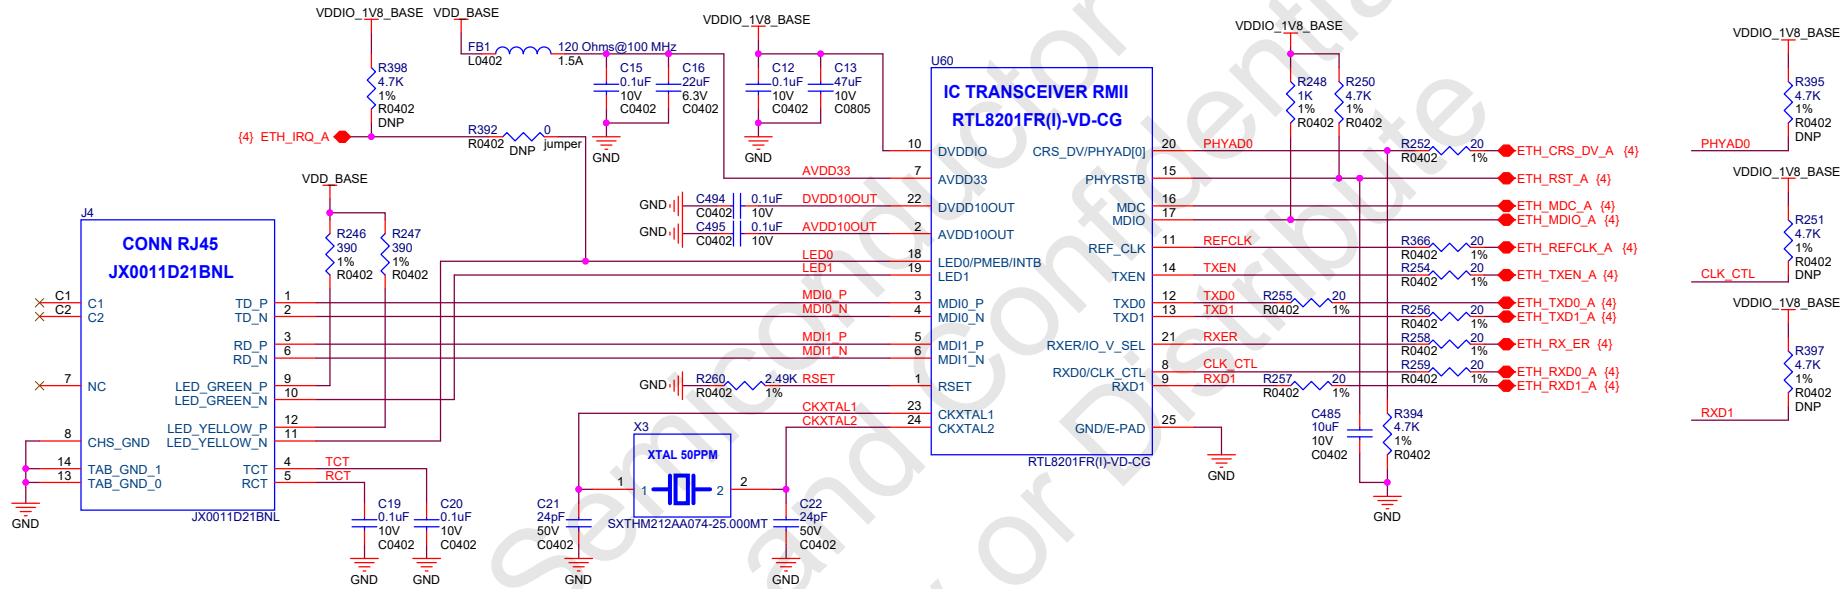 VDDIO_1V8_BASE
VDD_BASE
R398
4.7K
1%
R0402
DNP
FB1
L0402
120 Ohms@100 MHz
1.5A
C15
0.1uF
10V
C0402
C16
22uF
6.3V
C0402
GND
VDDIO_1V8_BASE
C12
0.1uF
10V
C0402
C13
47uF
10V
C0805
GND
{4} ETH_IRQ_A
R392
R0402
DNP
0
jumper
VDD_BASE
R246
390
1%
R0402
R247
390
1%
R0402
J4
CONN RJ45
JX0011D21BNL
C1
C1
C2
C2
7
NC
8
CHS_GND
14
TAB_GND_1
13
TAB_GND_0
TD_P
1
TD_N
2
RD_P
3
RD_N
6
LED_GREEN_P
9
LED_GREEN_N
10
LED_YELLOW_P
12
LED_YELLOW_N
11
TCT
4
TCT
RCT
5
RCT
JX0011D21BNL
GND
C19
0.1uF
10V
C0402
GND
C20
0.1uF
10V
C0402
GND
AVDD33
GND
C494
C0402
0.1uF
10V
DVDD10OUT
GND
C495
C0402
0.1uF
10V
AVDD10OUT
LED0
LED1
MDI0_P
MDI0_N
MDI1_P
MDI1_N
GND
R260
R0402
2.49K
1%
RSET
CKXTAL1
CKXTAL2
X3
XTAL 50PPM
1
1
2
2
SXTHM212AA074-25.000MT
C21
24pF
50V
C0402
GND
C22
24pF
50V
C0402
GND
U60
IC TRANSCEIVER RMII
RTL8201FR(I)-VD-CG
10
DVDDIO
7
AVDD33
22
DVDD10OUT
2
AVDD10OUT
18
LED0/PMEB/INTB
19
LED1
3
MDI0_P
4
MDI0_N
5
MDI1_P
6
MDI1_N
1
RSET
23
CKXTAL1
24
CKXTAL2
CRS_DV/PHYAD[0]
20
PHYRSTB
15
MDC
16
MDIO
17
REF_CLK
11
TXEN
14
TXD0
12
TXD1
13
RXER/IO_V_SEL
21
RXD0/CLK_CTL
8
RXD1
9
GND/E-PAD
25
RTL8201FR(I)-VD-CG
GND
VDDIO_1V8_BASE
R248
1K
1%
R0402
R250
4.7K
1%
R0402
PHYAD0
R252
R0402
20
1%
ETH_CRS_DV_A {4}
ETH_RST_A {4}
ETH_MDC_A {4}
ETH_MDIO_A {4}
REFCLK
R366
R0402
20
1%
ETH_REFCLK_A {4}
TXEN
R254
R0402
20
1%
ETH_TXEN_A {4}
TXD0
R255
R0402
20
1%
ETH_TXD0_A {4}
TXD1
R256
R0402
20
1%
ETH_TXD1_A {4}
RXER
R258
R0402
20
1%
ETH_RX_ER {4}
CLK_CTL
R259
R0402
20
1%
ETH_RXD0_A {4}
RXD1
R257
R0402
20
1%
ETH_RXD1_A {4}
C485
10uF
10V
C0402
R394
4.7K
1%
R0402
GND
VDDIO_1V8_BASE
R395
4.7K
1%
R0402
DNP
PHYAD0
VDDIO_1V8_BASE
R251
4.7K
1%
R0402
DNP
CLK_CTL
VDDIO_1V8_BASE
R397
4.7K
1%
R0402
DNP
RXD1
Semiconductor
and Confidential
or Distribute